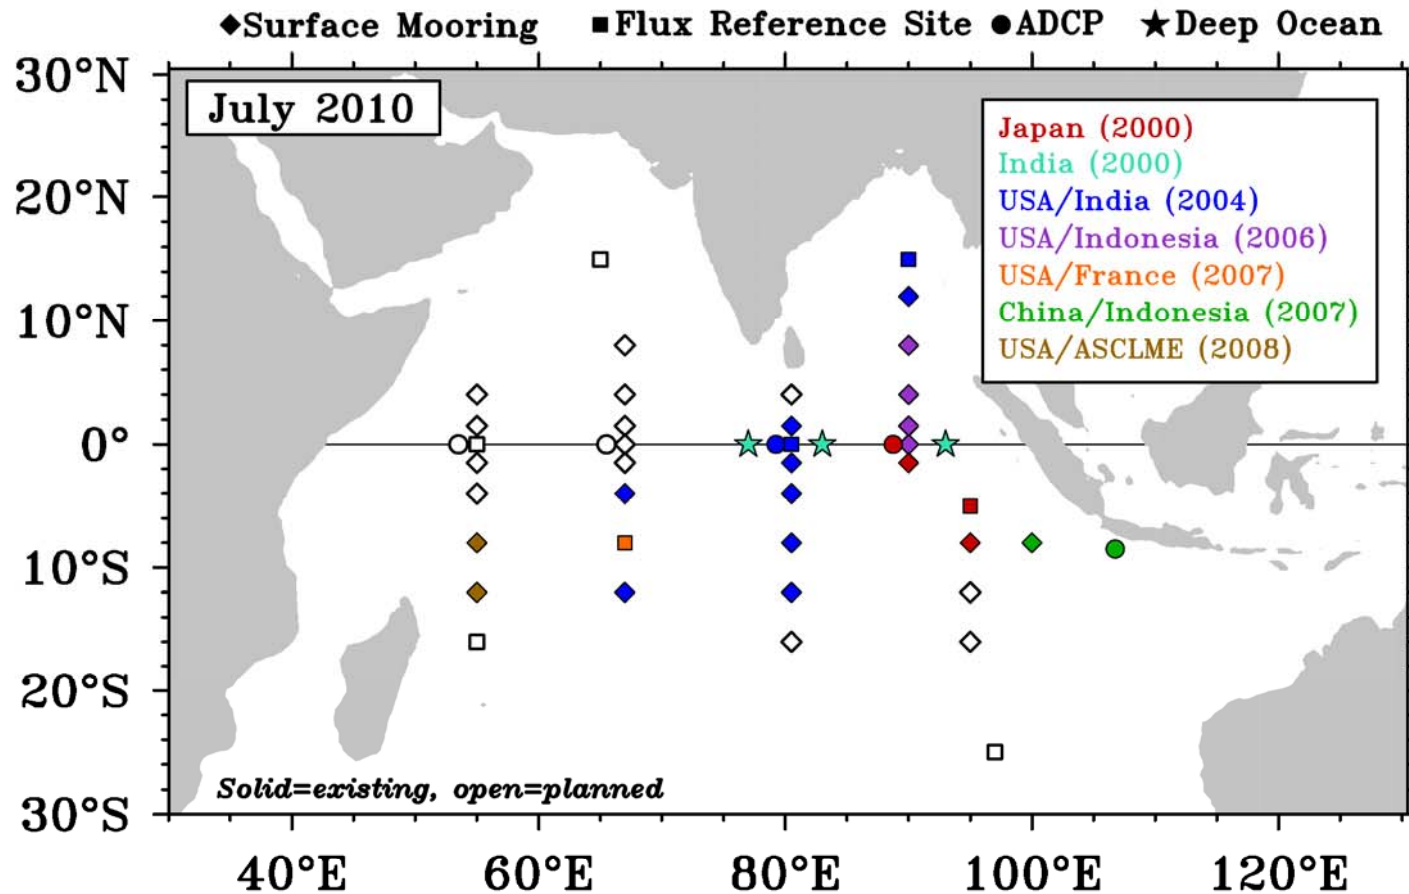 ◆Surface Mooring ■Flux Reference Site ●ADCP ★Deep Ocean
30°N
20°N
10°N
0°
10°S
20°S
30°S
July 2010
Japan (2000)
India (2000)
USA/India (2004)
USA/Indonesia (2006)
USA/France (2007)
China/Indonesia (2007)
USA/ASCLME (2008)
Solid=existing, open=planned
40°E 60°E 80°E 100°E 120°E